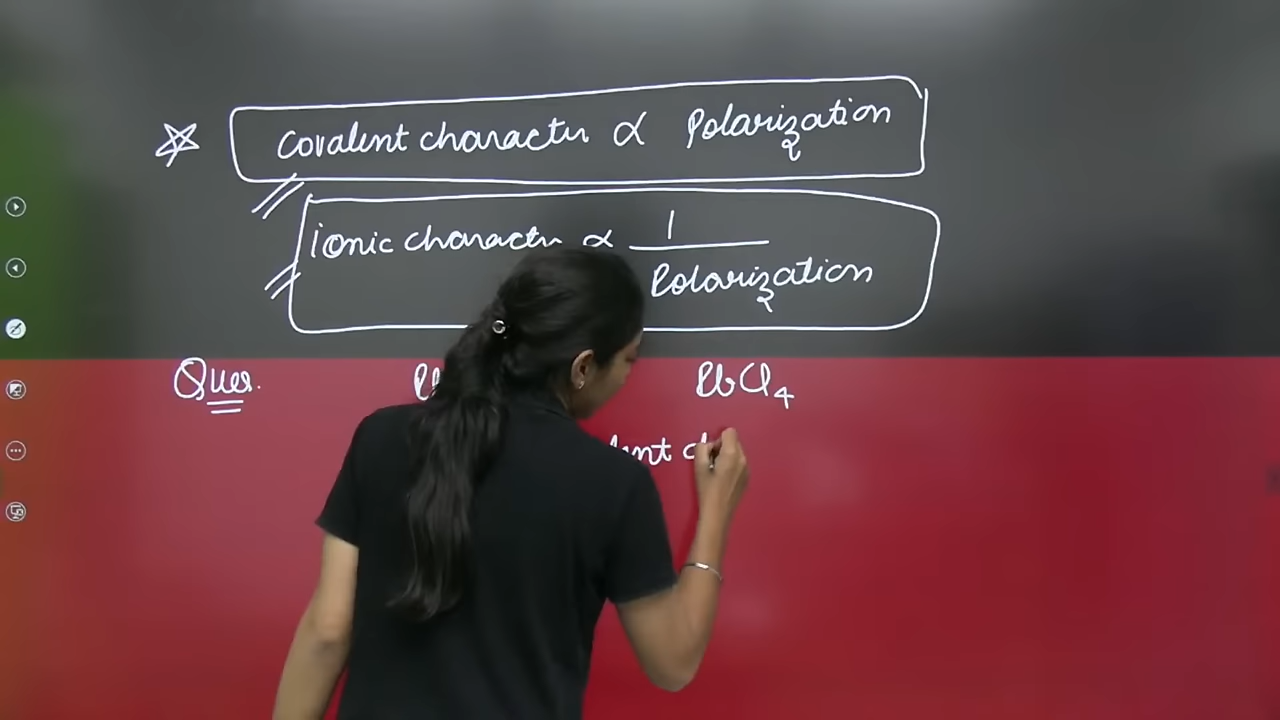 covalent character ∝ Polarization
ionic character ∝ 1
Polarization
Ques. PbCl4